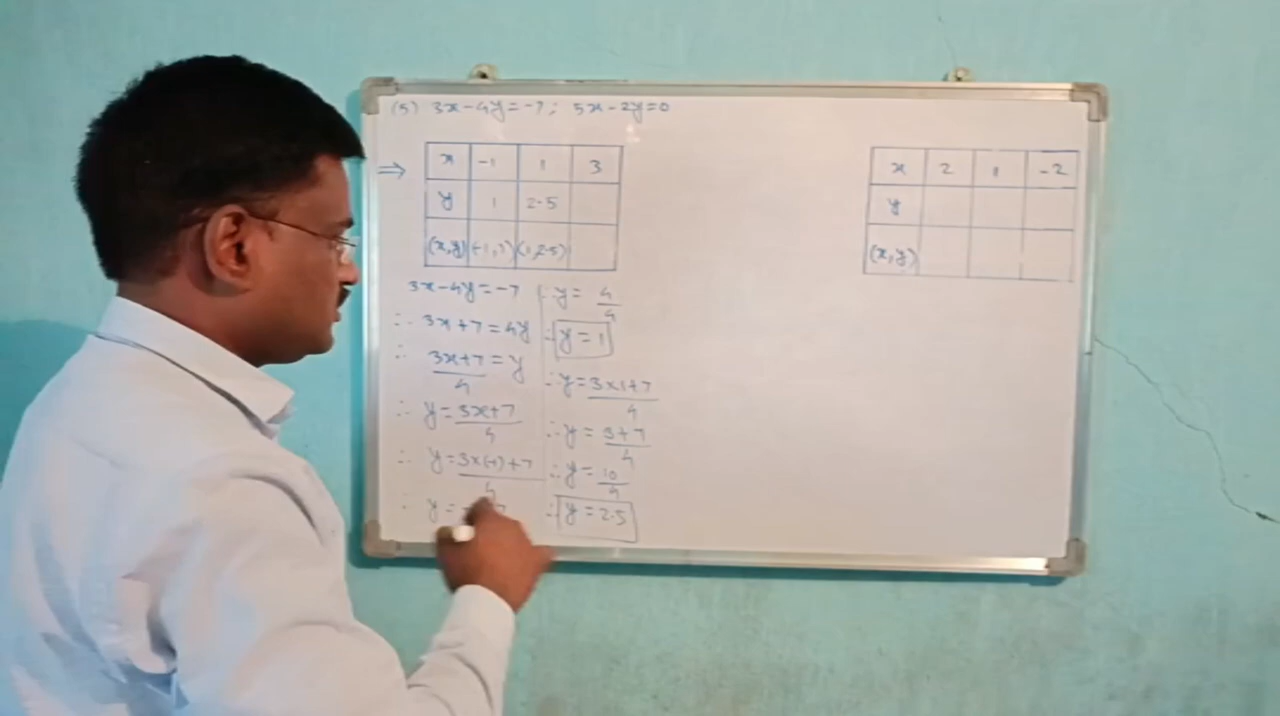 (5) 3x-4y=-7; 5x-2y=0
⇒
x -1 1 3
y 1 2.5
(x,y) (-1,1) (1,2.5)
3x-4y=-7
∴ 3x+7=4y
∴ 3x+7/4=y
∴ y=3x+7/4
∴ y=3×(-1)+7/4
∴ y=
∴ y=4/4
∴ y=1
∴ y=3×1+7/4
∴ y=3+7/4
∴ y=10/4
∴ y=2.5
x 2 1 -2
y
(x,y)